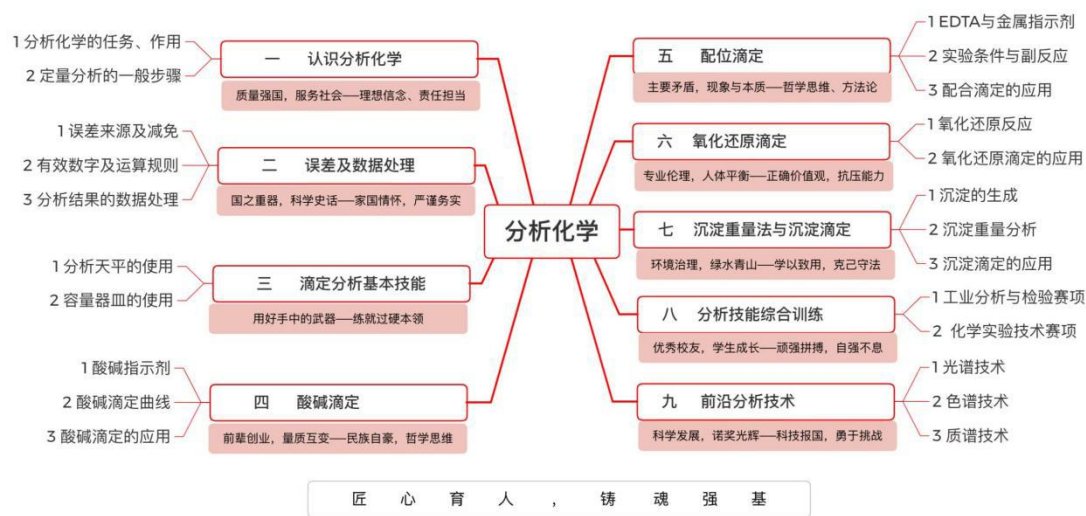 1 分析化学的任务、作用
2 定量分析的一般步骤
一 认识分析化学
质量强国，服务社会——理想信念、责任担当
1 误差来源及减免
2 有效数字及运算规则
3 分析结果的数据处理
二 误差及数据处理
国之重器，科学史话——家国情怀，严谨务实
1 分析天平的使用
2 容量器皿的使用
三 滴定分析基本技能
用好手中的武器——练就过硬本领
1 酸碱指示剂
2 酸碱滴定曲线
3 酸碱滴定的应用
四 酸碱滴定
前辈创业，量质互变——民族自豪，哲学思维
分析化学
五 配位滴定
主要矛盾，现象与本质——哲学思维、方法论
1 EDTA与金属指示剂
2 实验条件与副反应
3 配合滴定的应用
六 氧化还原滴定
专业伦理，人体平衡——正确价值观，抗压能力
1 氧化还原反应
2 氧化还原滴定的应用
七 沉淀重量法与沉淀滴定
环境治理，绿水青山——学以致用，克己守法
1 沉淀的生成
2 沉淀重量分析
3 沉淀滴定的应用
八 分析技能综合训练
优秀校友，学生成长——顽强拼搏，自强不息
1 工业分析与检验赛项
2 化学实验技术赛项
九 前沿分析技术
科学发展，诺奖光辉——科技报国，勇于挑战
1 光谱技术
2 色谱技术
3 质谱技术
匠心育人，铸魂强基